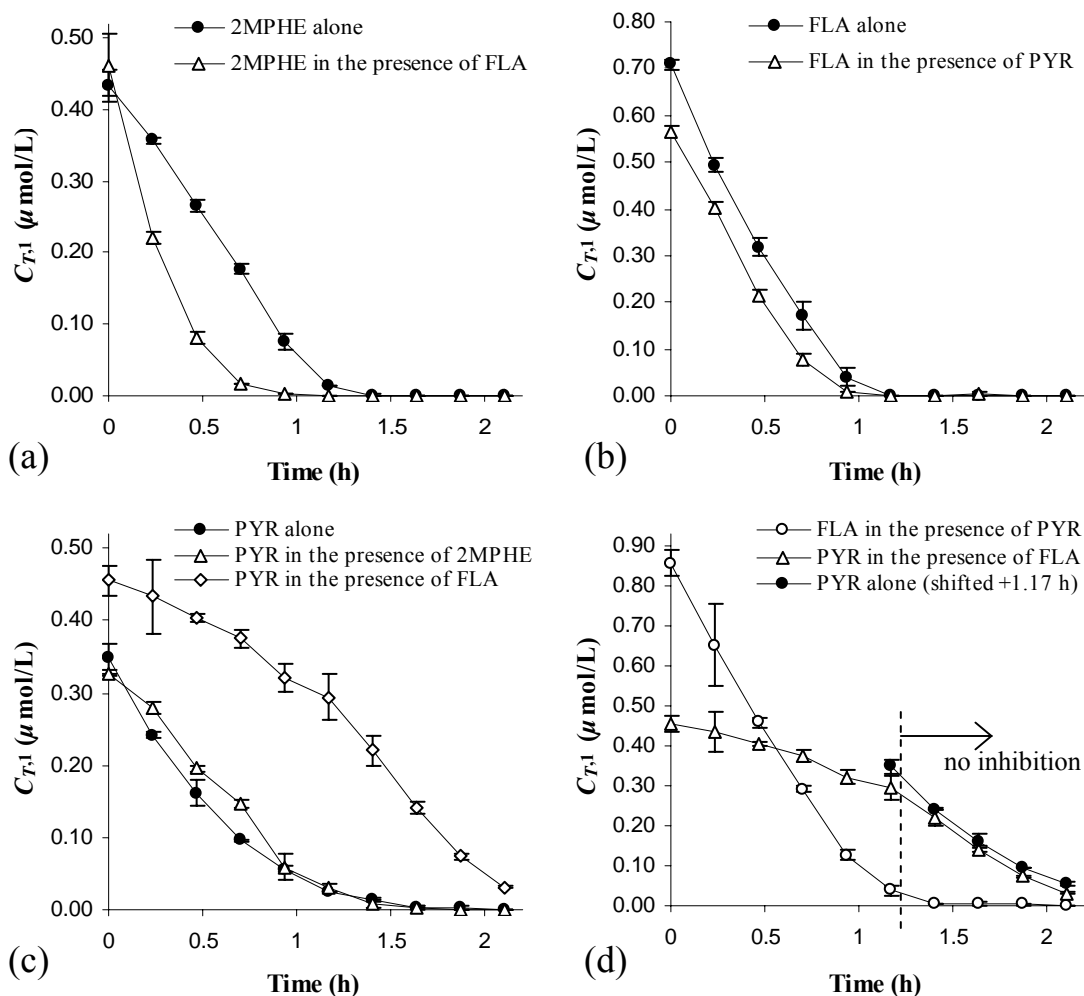 2MPHE alone
2MPHE in the presence of FLA
0.50
0.40
0.30
0.20
0.10
0.00
C_T,1 (μmol/L)
0 0.5 1 1.5 2
Time (h)
(a)
FLA alone
FLA in the presence of PYR
0.80
0.70
0.60
0.50
0.40
0.30
0.20
0.10
0.00
C_T,1 (μmol/L)
0 0.5 1 1.5 2
Time (h)
(b)
PYR alone
PYR in the presence of 2MPHE
PYR in the presence of FLA
0.50
0.40
0.30
0.20
0.10
0.00
C_T,1 (μmol/L)
0 0.5 1 1.5 2
Time (h)
(c)
FLA in the presence of PYR
PYR in the presence of FLA
PYR alone (shifted +1.17 h)
0.90
0.80
0.70
0.60
0.50
0.40
0.30
0.20
0.10
0.00
C_T,1 (μmol/L)
no inhibition
0 0.5 1 1.5 2
Time (h)
(d)